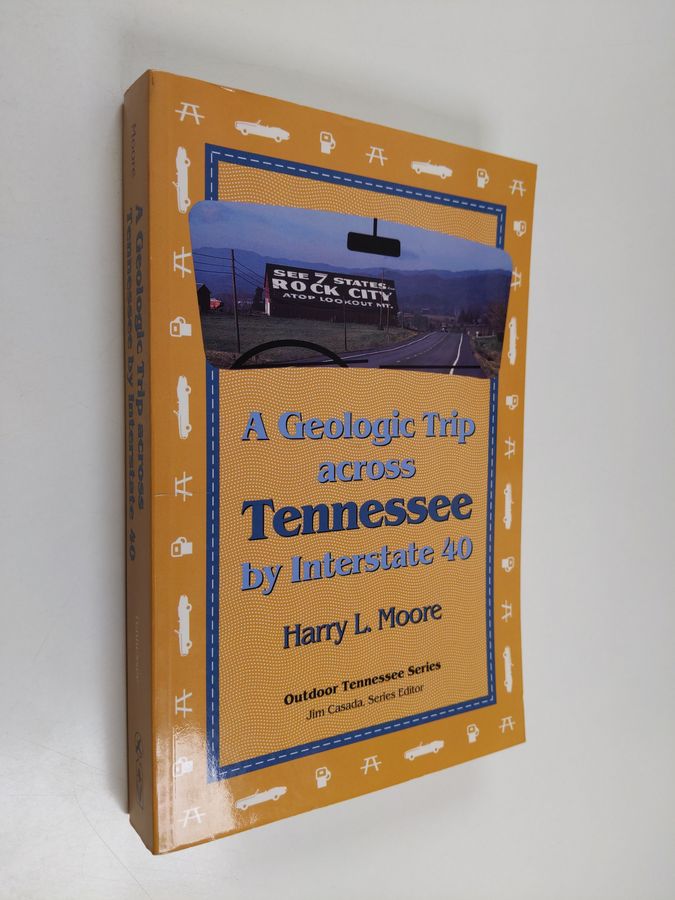 SEE 7 STATES
ROCK CITY
ATOP LOOKOUT MT.
A Geologic Trip
across
Tennessee
by Interstate 40
Harry L. Moore
Outdoor Tennessee Series
Jim Casada, Series Editor
Moore
A Geologic Trip across
Tennessee by Interstate 40
Tennessee